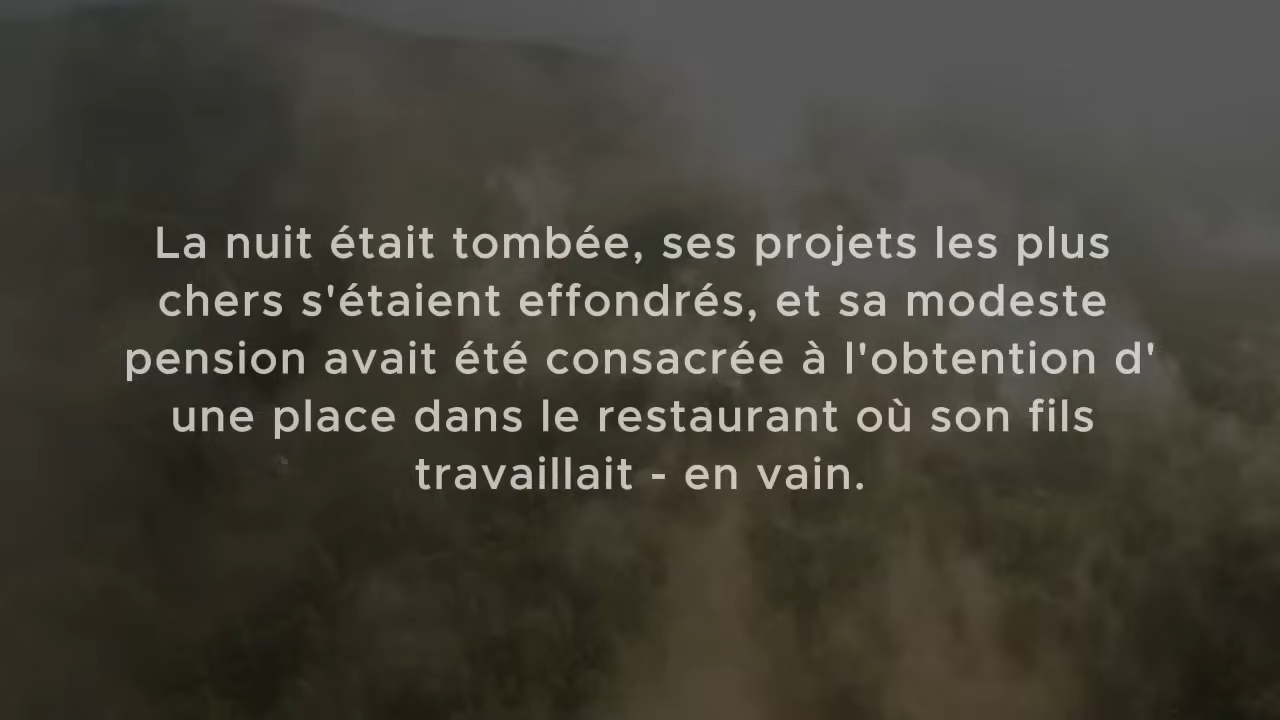 La nuit était tombée, ses projets les plus
chers s'étaient effondrés, et sa modeste
pension avait été consacrée à l'obtention d'
une place dans le restaurant où son fils
travaillait - en vain.